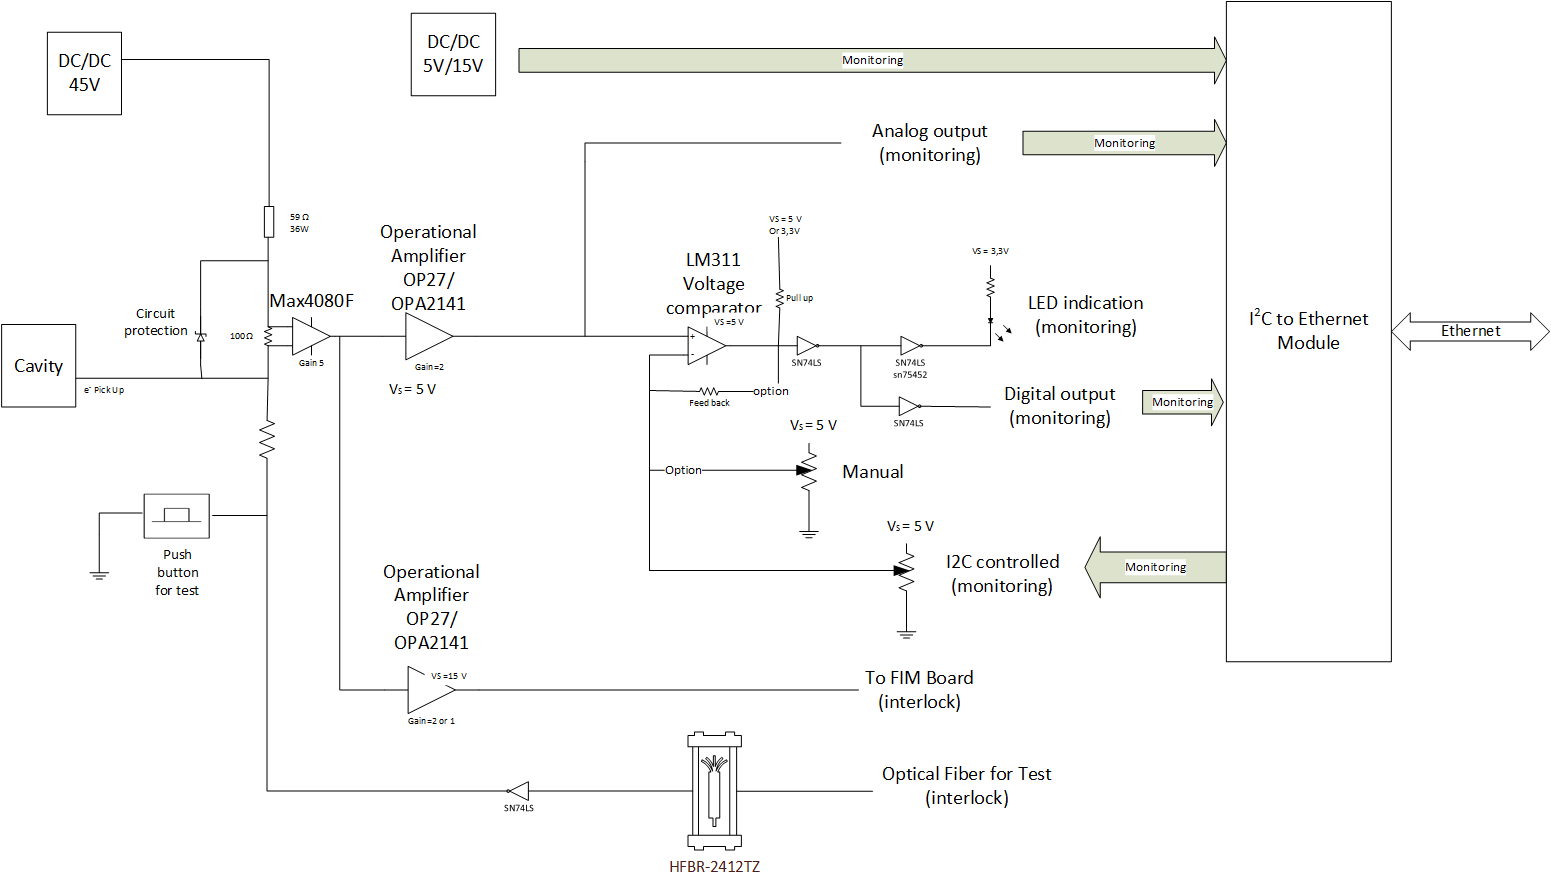 DC/DC
45V
DC/DC
5V/15V
Monitoring
Analog output
(monitoring)
Monitoring
59 Ω
36W
Operational
Amplifier
OP27/
OPA2141
VS = 5 V
Or 3,3V
LM311
Voltage
comparator
VS = 3,3V
Pull up
LED indication
(monitoring)
Max4080F
Circuit
protection
100Ω
Gain 5
Gain=2
VS = 5 V
VS =5 V
+
-
SN74LS
SN74LS
sn75452
I2C to Ethernet
Module
Ethernet
Cavity
e- Pick Up
Feed back
option
SN74LS
Digital output
(monitoring)
Monitoring
VS = 5 V
Option
Manual
Push
button
for test
VS = 5 V
I2C controlled
(monitoring)
Monitoring
Operational
Amplifier
OP27/
OPA2141
VS =15 V
Gain=2 or 1
To FIM Board
(interlock)
SN74LS
Optical Fiber for Test
(interlock)
HFBR-2412TZ